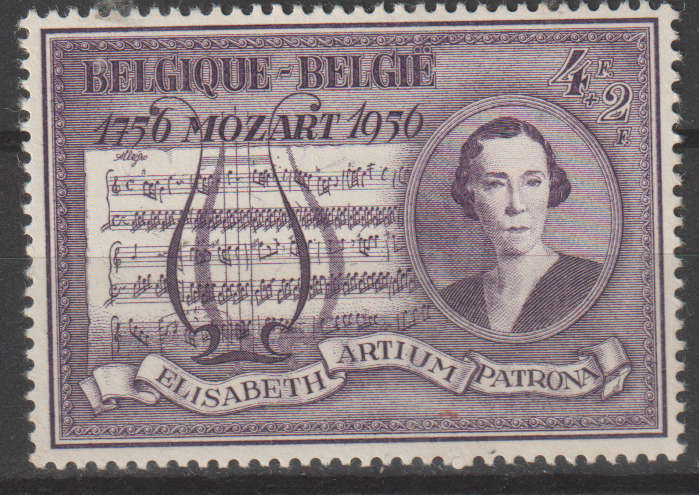 BELGIQUE-BELGIË
4F.+2F.
1756 MOZART 1956
Allegro
ELISABETH ARTIUM PATRONA